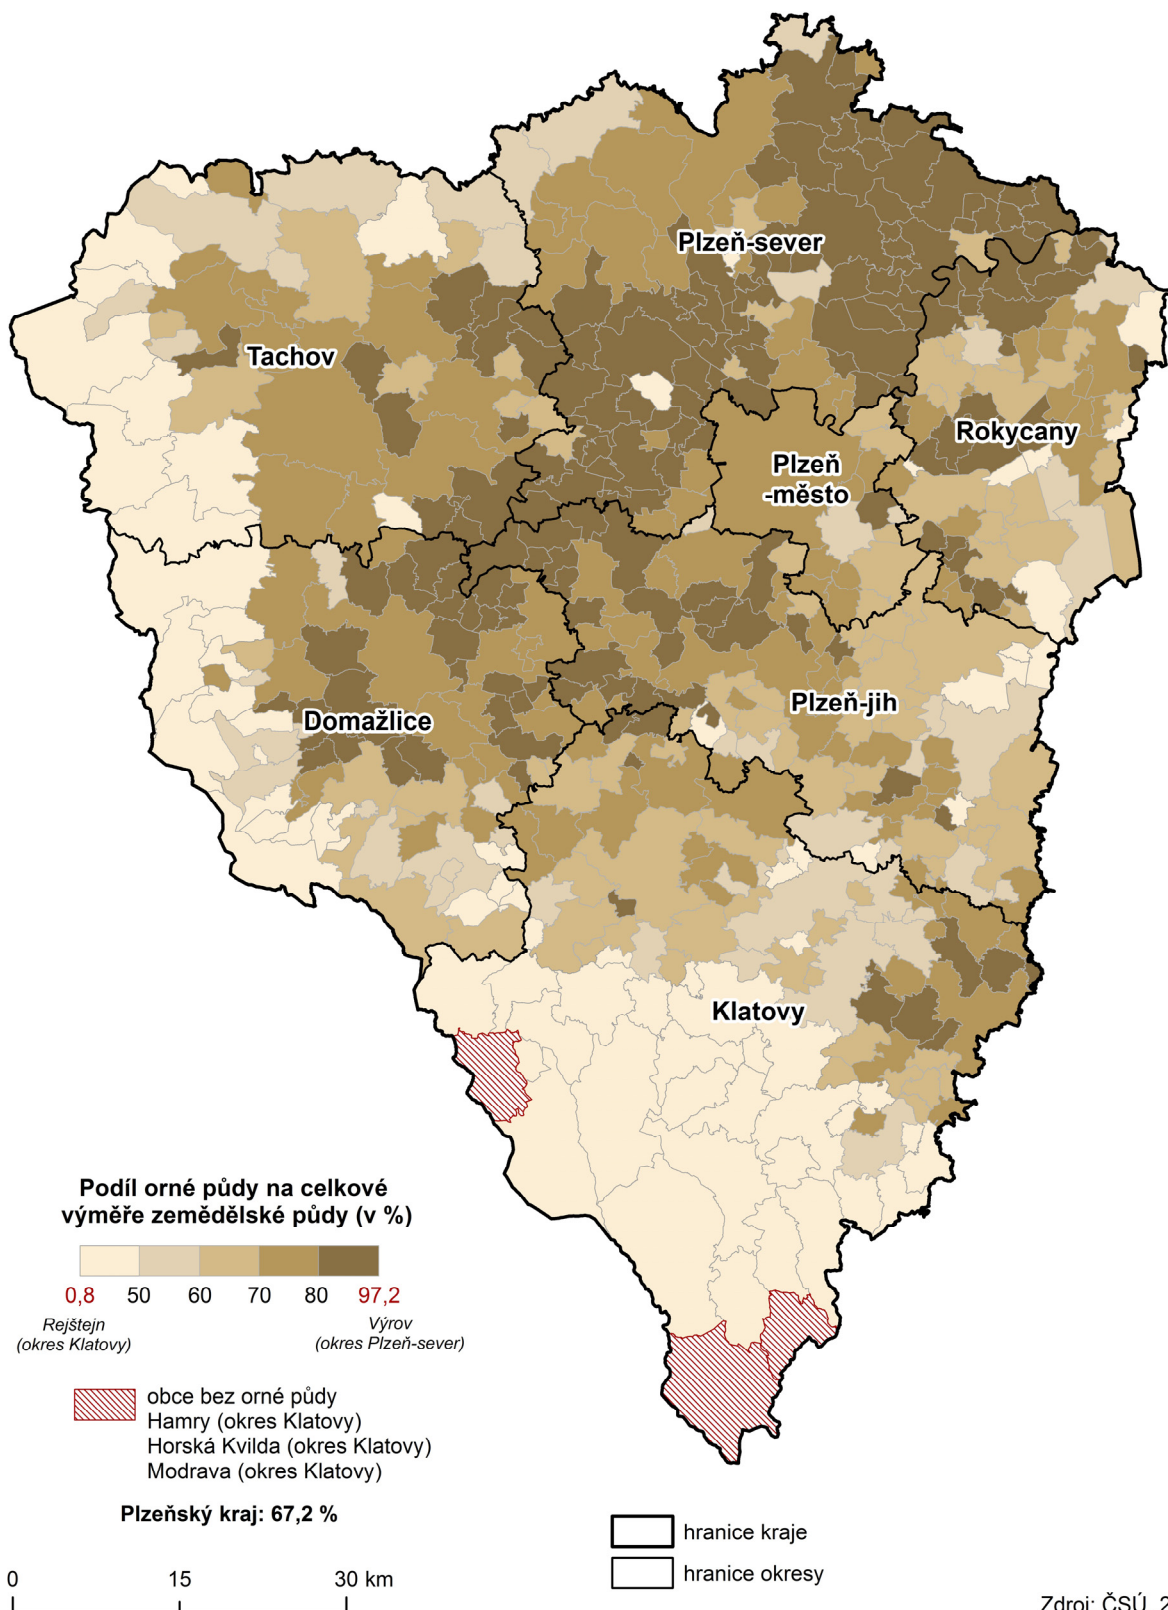 Plzeň-sever
Tachov
Rokycany
Plzeň
-město
Domažlice
Plzeň-jih
Klatovy
Podíl orné půdy na celkové
výměře zemědělské půdy (v %)
0,8 50 60 70 80 97,2
Rejštejn
(okres Klatovy)
Výrov
(okres Plzeň-sever)
obce bez orné půdy
Hamry (okres Klatovy)
Horská Kvilda (okres Klatovy)
Modrava (okres Klatovy)
Plzeňský kraj: 67,2 %
hranice kraje
hranice okresy
0 15 30 km
Zdroj: ČSÚ, 2